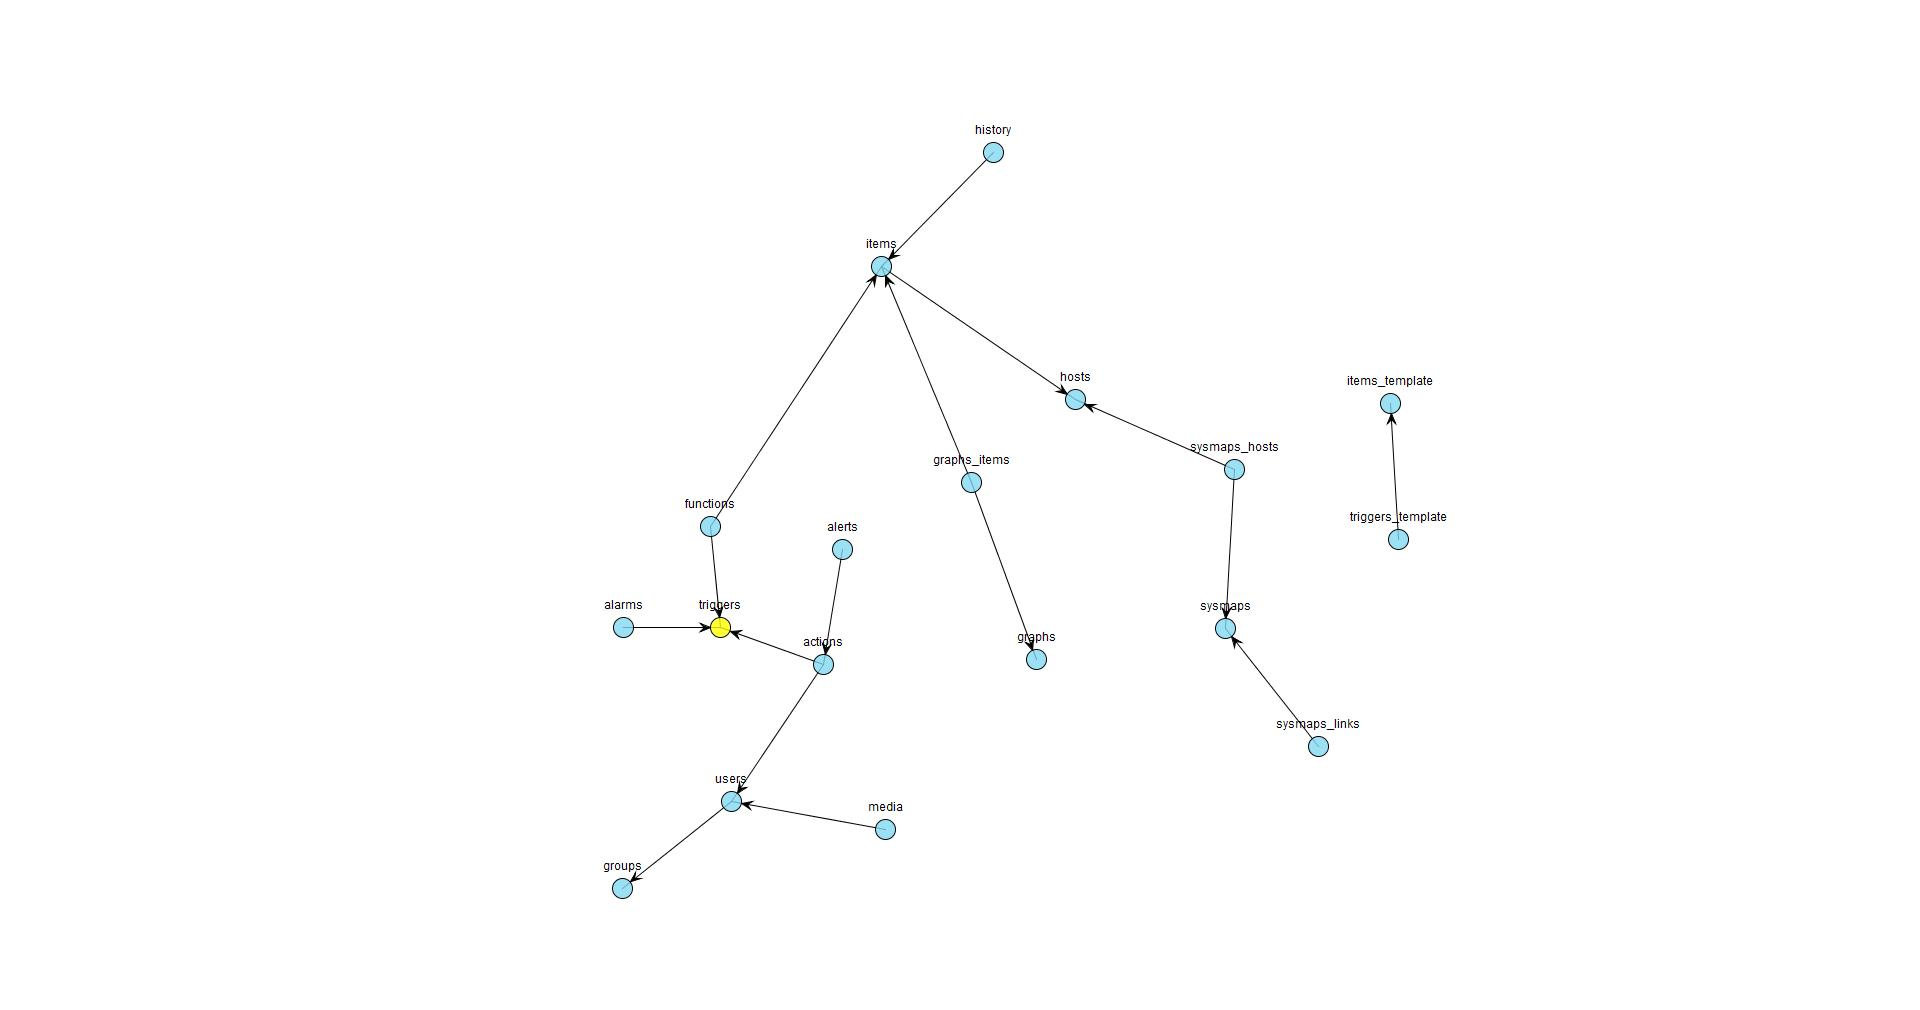 history
items
hosts
items_template
sysmaps_hosts
graphs_items
functions
triggers_template
alerts
alarms
triggers
sysmaps
graphs
actions
sysmaps_links
users
media
groups